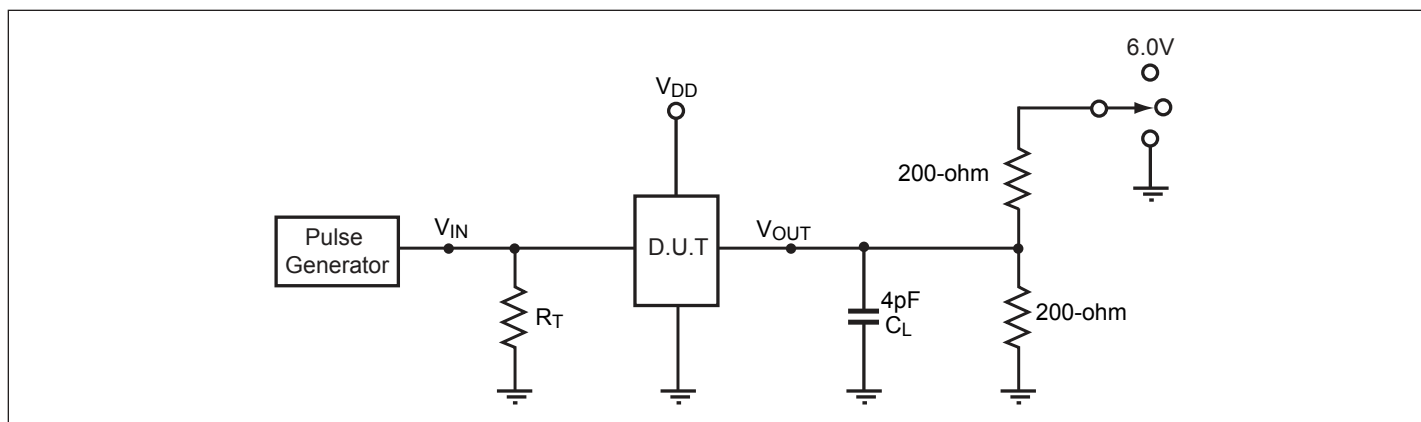 6.0V
VDD
200-ohm
Pulse
Generator
VIN
D.U.T
VOUT
RT
4pF
CL
200-ohm